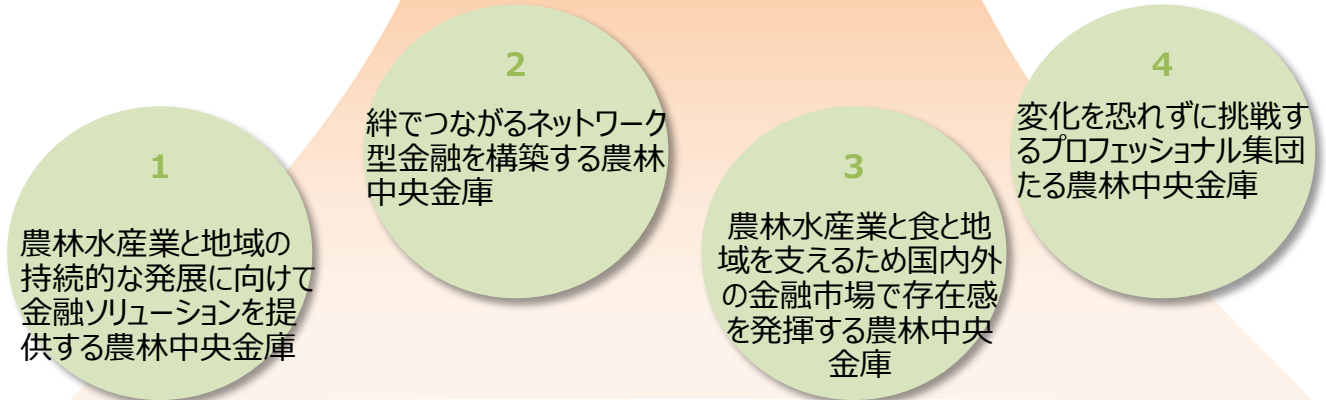 1
農林水産業と地域の
持続的な発展に向けて
金融ソリューションを提
供する農林中央金庫
2
絆でつながるネットワーク
型金融を構築する農林
中央金庫
3
農林水産業と食と地
域を支えるため国内外
の金融市場で存在感
を発揮する農林中央
金庫
4
変化を恐れずに挑戦す
るプロフェッショナル集団
たる農林中央金庫